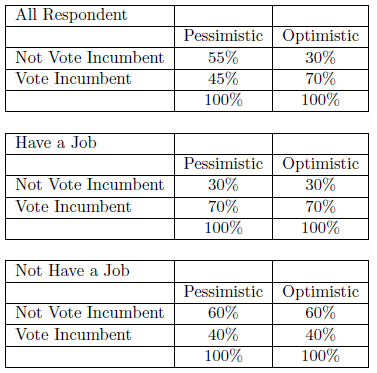 All Respondent
Pessimistic Optimistic
Not Vote Incumbent 55% 30%
Vote Incumbent 45% 70%
100% 100%
Have a Job
Pessimistic Optimistic
Not Vote Incumbent 30% 30%
Vote Incumbent 70% 70%
100% 100%
Not Have a Job
Pessimistic Optimistic
Not Vote Incumbent 60% 60%
Vote Incumbent 40% 40%
100% 100%